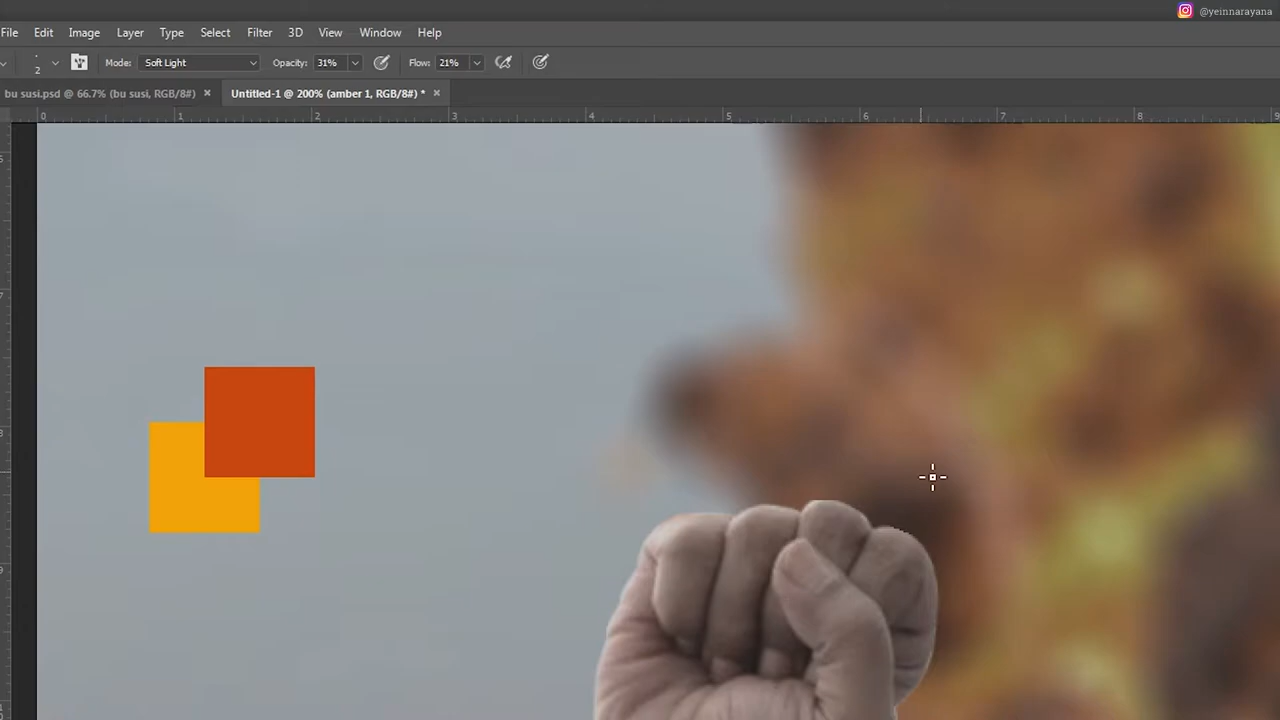 @yeinnarayana
File Edit Image Layer Type Select Filter 3D View Window Help
2 Mode: Soft Light Opacity: 31% Flow: 21%
bu susi.psd @ 66.7% (bu susi, RGB/8#) × Untitled-1 @ 200% (amber 1, RGB/8#) * ×
0 1 2 3 4 5 6 7 8 9